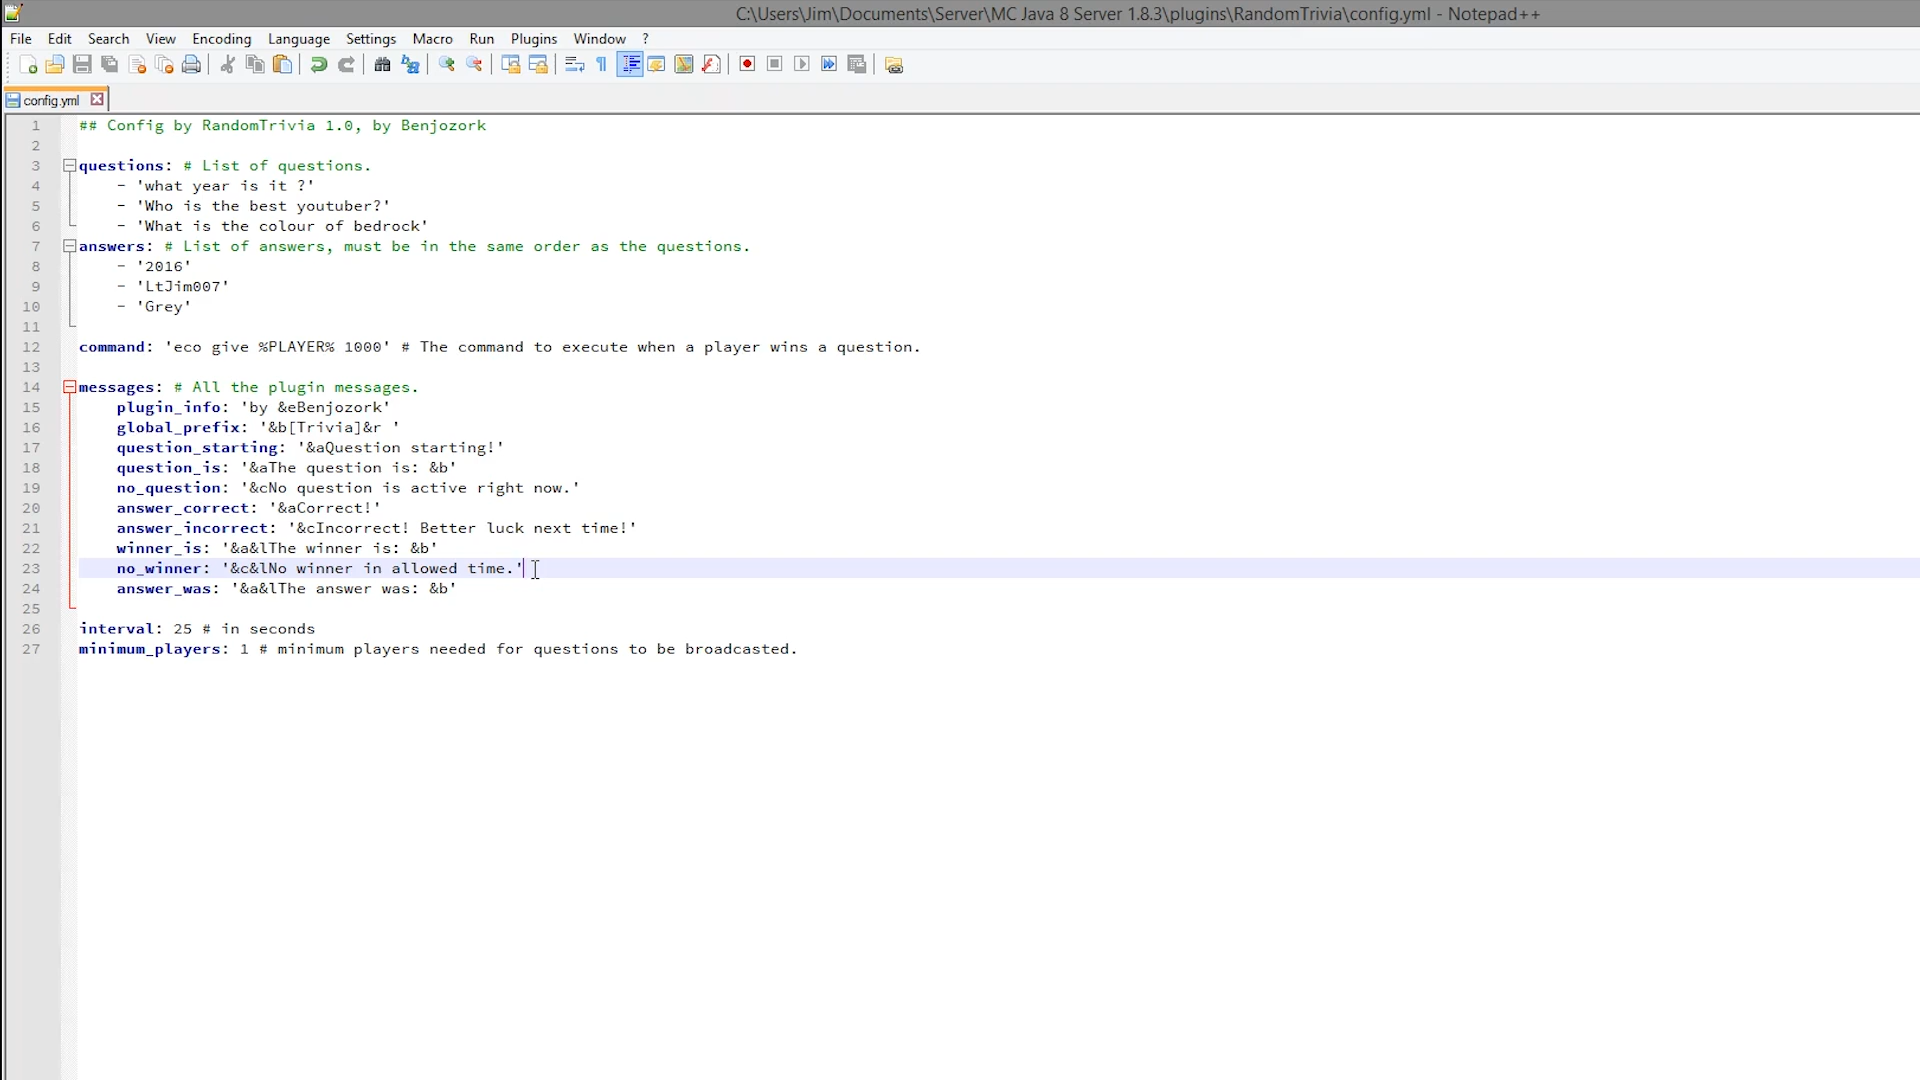 C:\Users\Jim\Documents\Server\MC Java 8 Server 1.8.3\plugins\RandomTrivia\config.yml - Notepad++
File Edit Search View Encoding Language Settings Macro Run Plugins Window ?
config.yml
1 ## Config by RandomTrivia 1.0, by Benjozork
2
3 questions: # List of questions.
4 - 'what year is it ?'
5 - 'Who is the best youtuber?'
6 - 'What is the colour of bedrock'
7 answers: # List of answers, must be in the same order as the questions.
8 - '2016'
9 - 'LtJim007'
10 - 'Grey'
11
12 command: 'eco give %PLAYER% 1000' # The command to execute when a player wins a question.
13
14 messages: # All the plugin messages.
15 plugin_info: 'by &eBenjozork'
16 global_prefix: '&b[Trivia]&r '
17 question_starting: '&aQuestion starting!'
18 question_is: '&aThe question is: &b'
19 no_question: '&cNo question is active right now.'
20 answer_correct: '&aCorrect!'
21 answer_incorrect: '&cIncorrect! Better luck next time!'
22 winner_is: '&a&lThe winner is: &b'
23 no_winner: '&c&lNo winner in allowed time.'
24 answer_was: '&a&lThe answer was: &b'
25
26 interval: 25 # in seconds
27 minimum_players: 1 # minimum players needed for questions to be broadcasted.